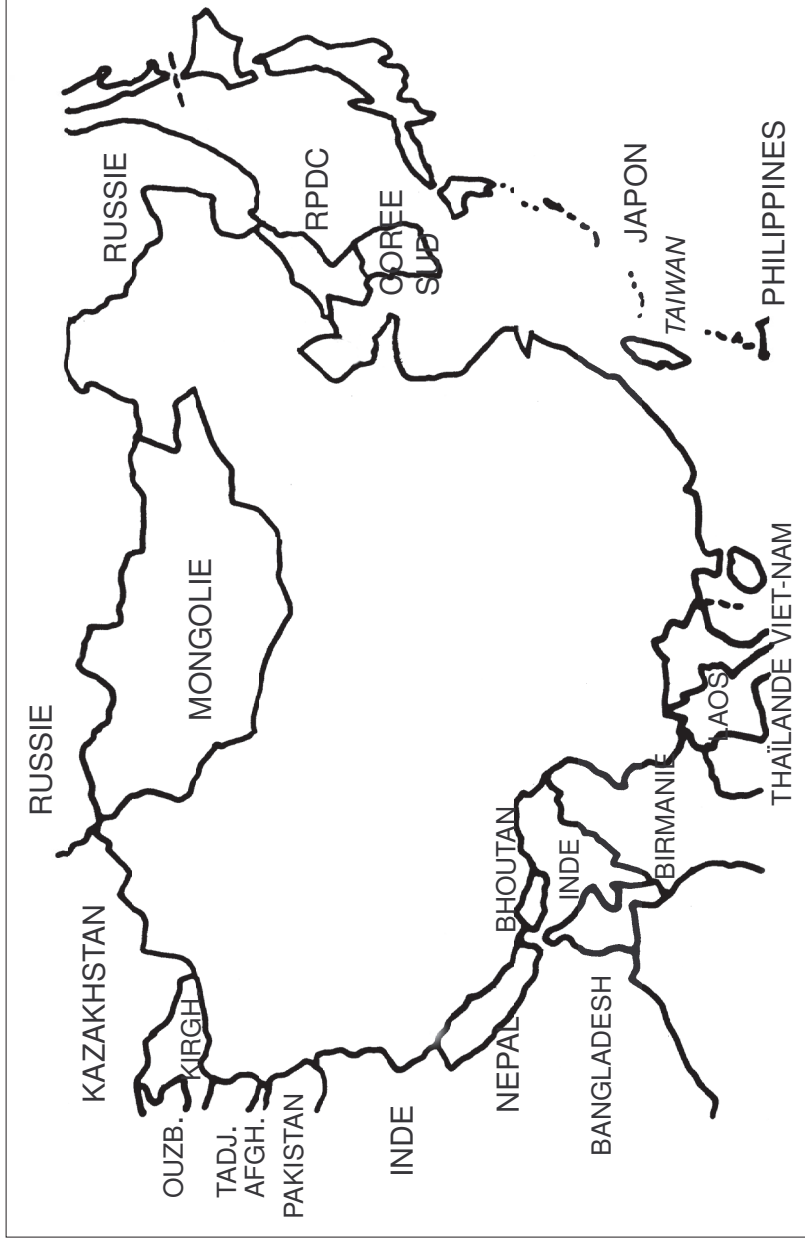 RUSSIE
RUSSIE
KAZAKHSTAN
MONGOLIE
OUZB.
KIRGH.
TADJ.
AFGH.
PAKISTAN
RPDC
COREE
SUD
INDE
NEPAL
BHOUTAN
INDE
BANGLADESH
BIRMANIE
LAOS
THAÏLANDE
VIET-NAM
JAPON
TAIWAN
PHILIPPINES